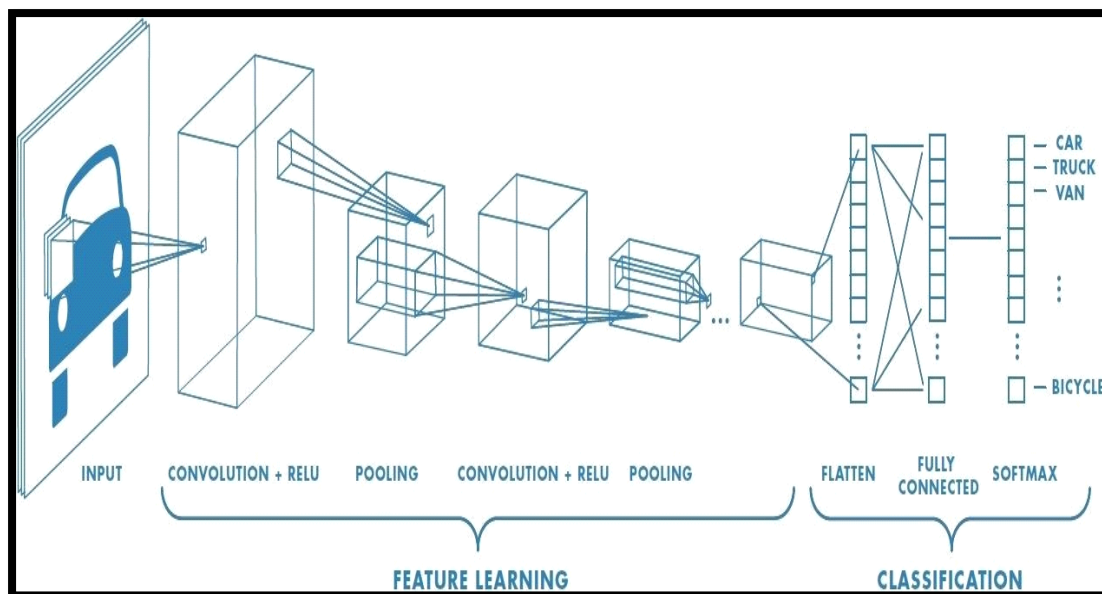 CAR
TRUCK
VAN
BICYCLE
INPUT
CONVOLUTION + RELU
POOLING
CONVOLUTION + RELU
POOLING
FLATTEN
FULLY
CONNECTED
SOFTMAX
FEATURE LEARNING
CLASSIFICATION